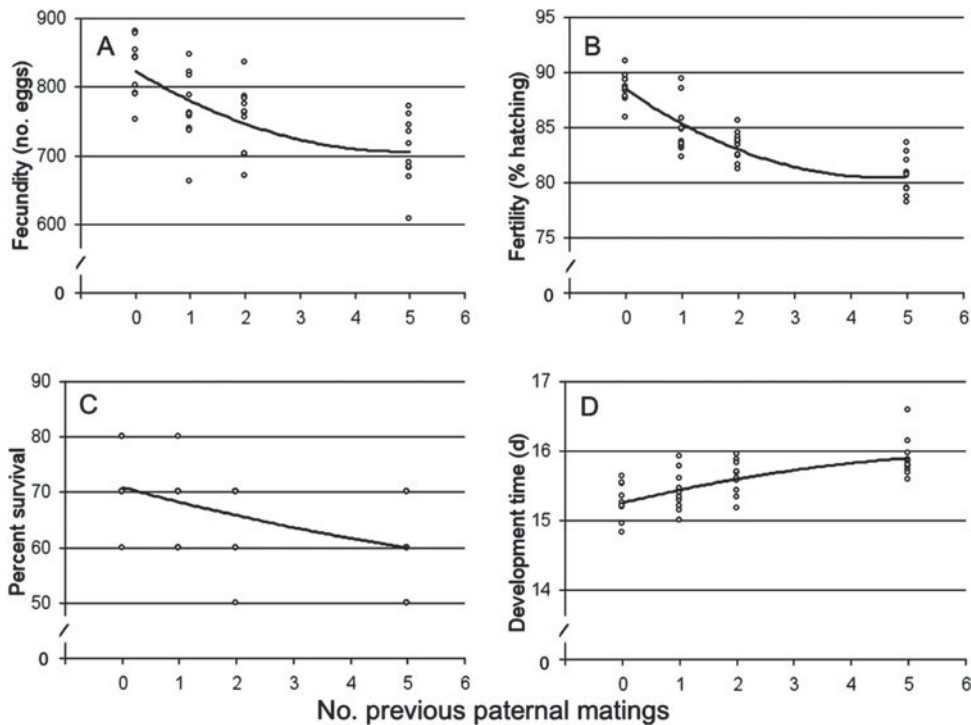 A
Fecundity (no. eggs)
900
800
700
600
0
0 1 2 3 4 5 6
B
Fertility (% hatching)
95
90
85
80
75
0
0 1 2 3 4 5 6
C
Percent survival
90
80
70
60
50
0
0 1 2 3 4 5 6
D
Development time (d)
17
16
15
14
0
0 1 2 3 4 5 6
No. previous paternal matings